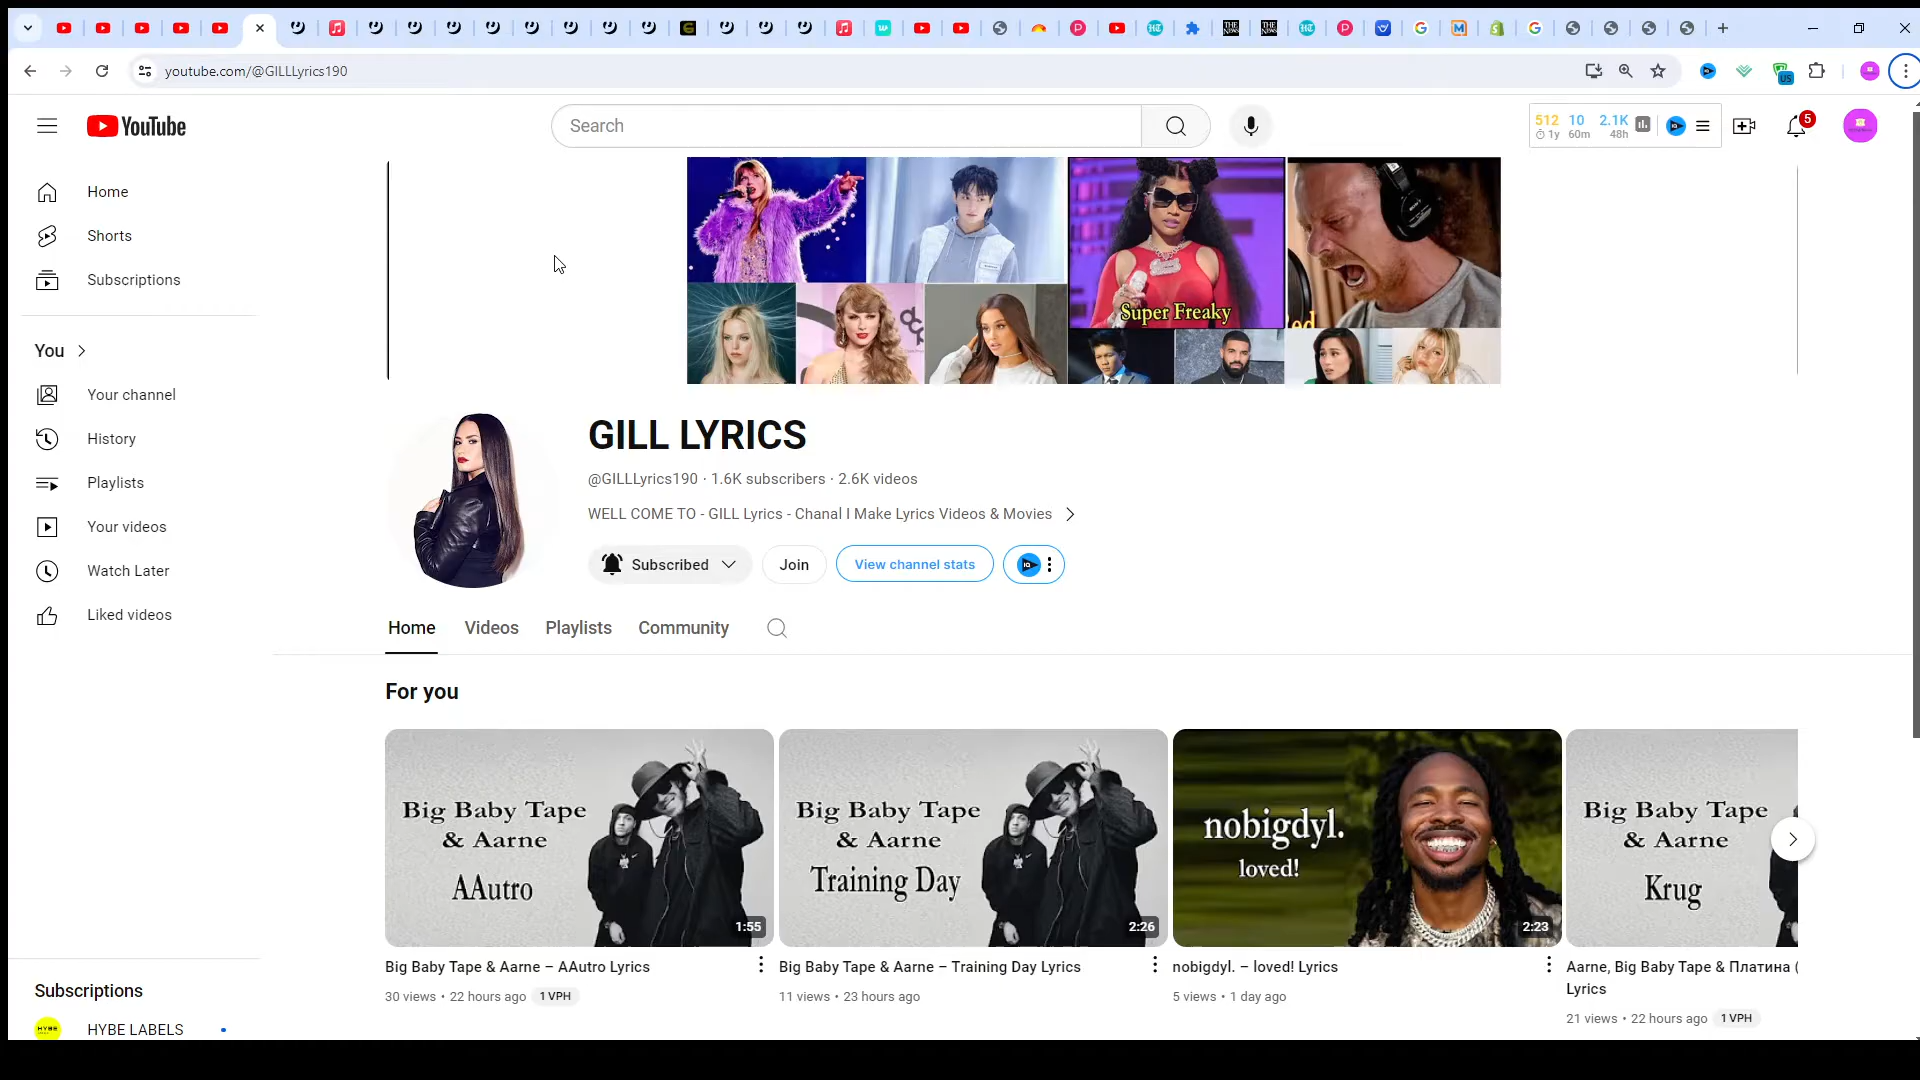 youtube.com/@GILLLyrics190
US
YouTube
Search
512 10 2.1K
1y 60m 48h
5
Home
Shorts
Subscriptions
You
Your channel
History
Playlists
Your videos
Watch Later
Liked videos
Subscriptions
HYBE LABELS
Super Freaky
ed
GILL LYRICS
@GILLLyrics190 · 1.6K subscribers · 2.6K videos
WELL COME TO - GILL Lyrics - Chanal I Make Lyrics Videos & Movies
Subscribed
Join
View channel stats
IQ
Home
Videos
Playlists
Community
For you
Big Baby Tape
& Aarne
AAutro
1:55
Big Baby Tape & Aarne – AAutro Lyrics
30 views • 22 hours ago 1 VPH
Big Baby Tape
& Aarne
Training Day
2:26
Big Baby Tape & Aarne – Training Day Lyrics
11 views • 23 hours ago
nobigdyl.
loved!
2:23
nobigdyl. – loved! Lyrics
5 views • 1 day ago
Big Baby Tape
& Aarne
Krug
Aarne, Big Baby Tape & Платина (
Lyrics
21 views • 22 hours ago 1 VPH